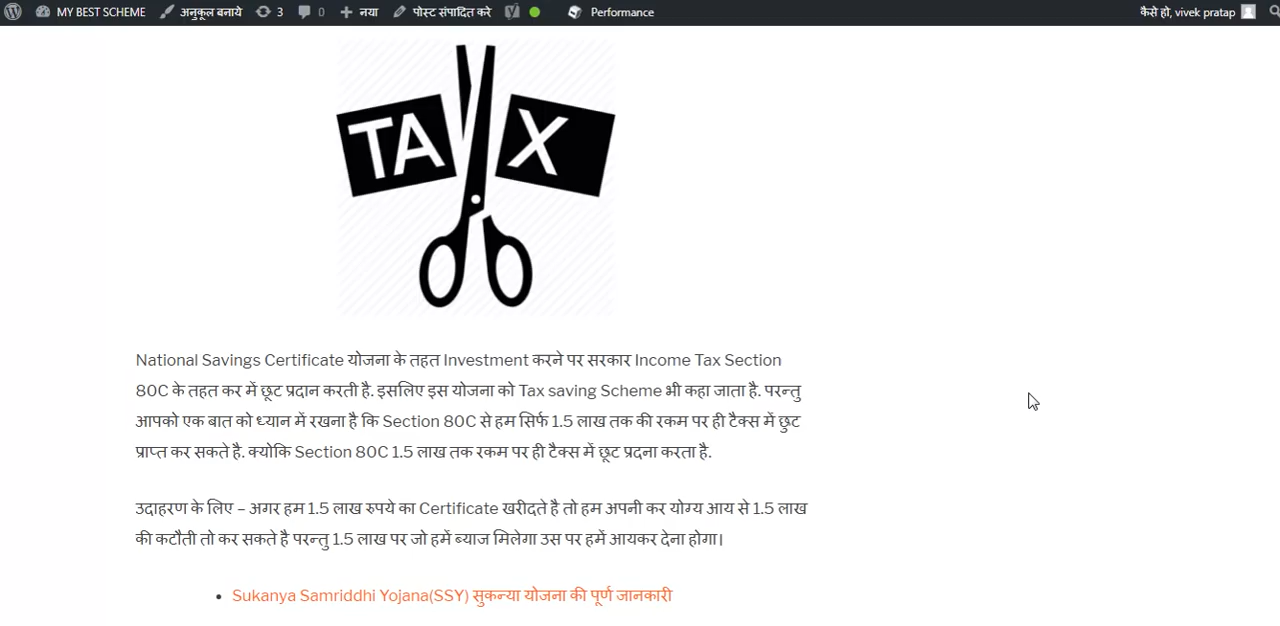 MY BEST SCHEME अनुकूल बनाये 3 0 नया पोस्ट संपादित करे Performance कैसे हो, vivek pratap
TAX
National Savings Certificate योजना के तहत Investment करने पर सरकार Income Tax Section
80C के तहत कर में छूट प्रदान करती है. इसलिए इस योजना को Tax saving Scheme भी कहा जाता है. परन्तु
आपको एक बात को ध्यान में रखना है कि Section 80C से हम सिर्फ 1.5 लाख तक की रकम पर ही टैक्स में छुट
प्राप्त कर सकते है. क्योकि Section 80C 1.5 लाख तक रकम पर ही टैक्स में छूट प्रदना करता है.
उदाहरण के लिए – अगर हम 1.5 लाख रुपये का Certificate खरीदते है तो हम अपनी कर योग्य आय से 1.5 लाख
की कटौती तो कर सकते है परन्तु 1.5 लाख पर जो हमें ब्याज मिलेगा उस पर हमें आयकर देना होगा।
• Sukanya Samriddhi Yojana(SSY) सुकन्या योजना की पूर्ण जानकारी